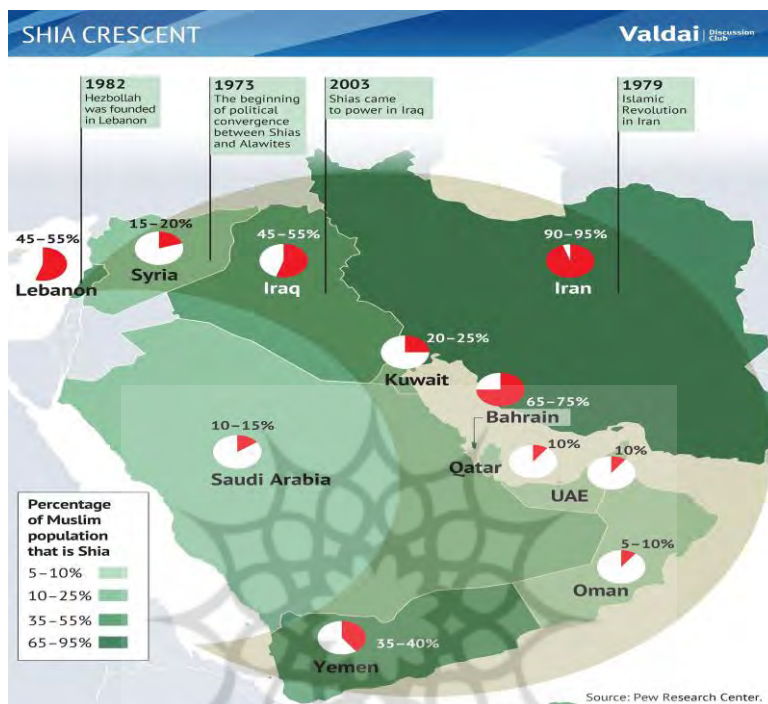 SHIA CRESCENT
Valdai
Discussion
Club
1982
Hezbollah
was founded
in Lebanon
1973
The beginning
of political
convergence
between Shias
and Alawites
2003
Shias came
to power in Iraq
1979
Islamic
Revolution
in Iran
45–55%
Lebanon
15–20%
Syria
45–55%
Iraq
90–95%
Iran
20–25%
Kuwait
65–75%
Bahrain
10–15%
Saudi Arabia
Qatar
10%
10%
UAE
5–10%
Oman
35–40%
Yemen
Percentage
of Muslim
population
that is Shia
5–10%
10–25%
35–55%
65–95%
Source: Pew Research Center.